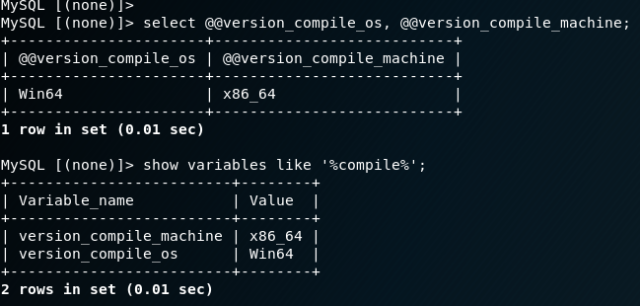 MySQL [(none)]>
MySQL [(none)]> select @@version_compile_os, @@version_compile_machine;
+----------------------+---------------------------+
| @@version_compile_os | @@version_compile_machine |
+----------------------+---------------------------+
| Win64                | x86_64                    |
+----------------------+---------------------------+
1 row in set (0.01 sec)
MySQL [(none)]> show variables like '%compile%';
+-------------------------+--------+
| Variable_name           | Value  |
+-------------------------+--------+
| version_compile_machine | x86_64 |
| version_compile_os      | Win64  |
+-------------------------+--------+
2 rows in set (0.01 sec)